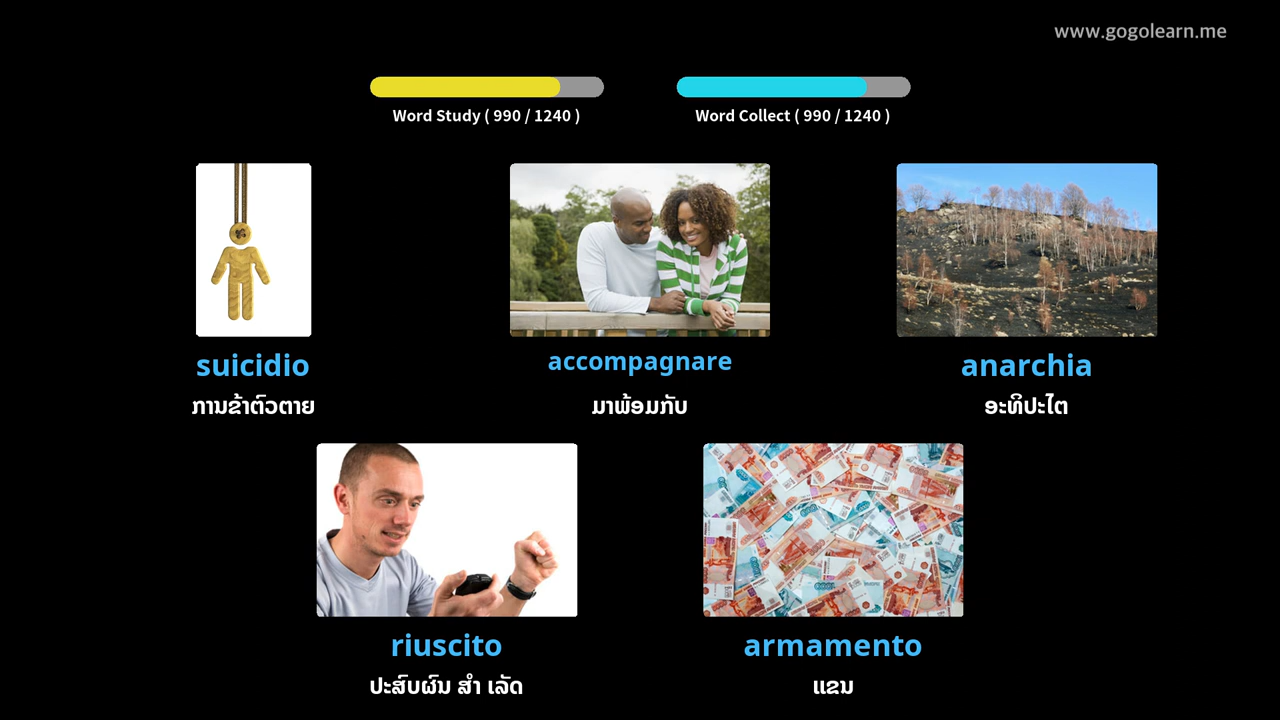 www.gogolearn.me
Word Study ( 990 / 1240 )
Word Collect ( 990 / 1240 )
suicidio
ການຂ້າຕົວຕາຍ
accompagnare
ມາພ້ອມກັບ
anarchia
ອະທິປະໄຕ
riuscito
ປະສົບຜົນ ສຳ ເລັດ
armamento
ແຂນ